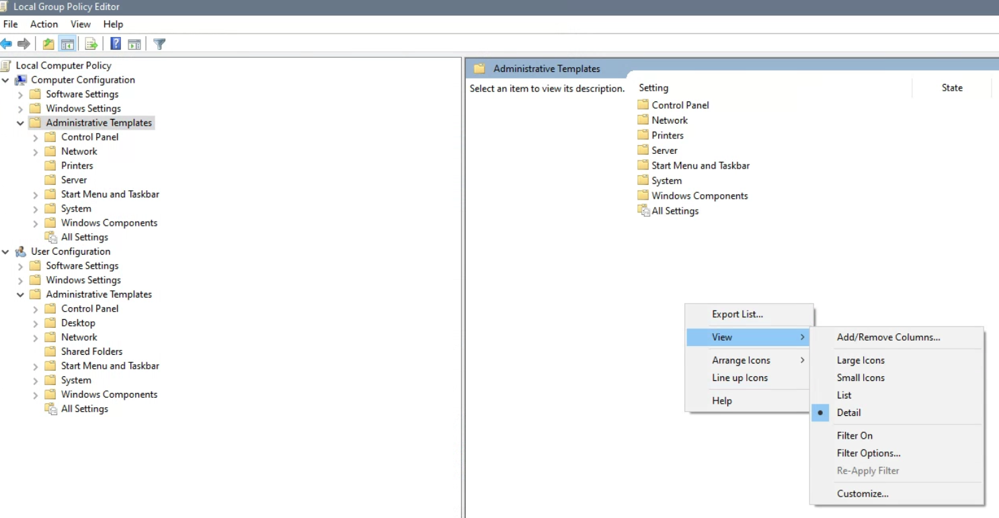 Local Group Policy Editor
File Action View Help
Local Computer Policy
Computer Configuration
Software Settings
Windows Settings
Administrative Templates
Control Panel
Network
Printers
Server
Start Menu and Taskbar
System
Windows Components
All Settings
User Configuration
Software Settings
Windows Settings
Administrative Templates
Control Panel
Desktop
Network
Shared Folders
Start Menu and Taskbar
System
Windows Components
All Settings
Administrative Templates
Select an item to view its description.
Setting State
Control Panel
Network
Printers
Server
Start Menu and Taskbar
System
Windows Components
All Settings
Export List...
View
Arrange Icons
Line up Icons
Help
Add/Remove Columns...
Large Icons
Small Icons
List
Detail
Filter On
Filter Options...
Re-Apply Filter
Customize...